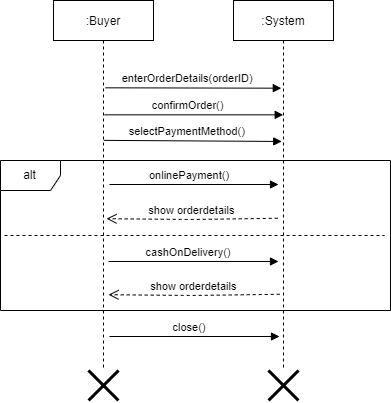 :Buyer
:System
enterOrderDetails(orderID)
confirmOrder()
selectPaymentMethod()
alt
onlinePayment()
show orderdetails
cashOnDelivery()
show orderdetails
close()